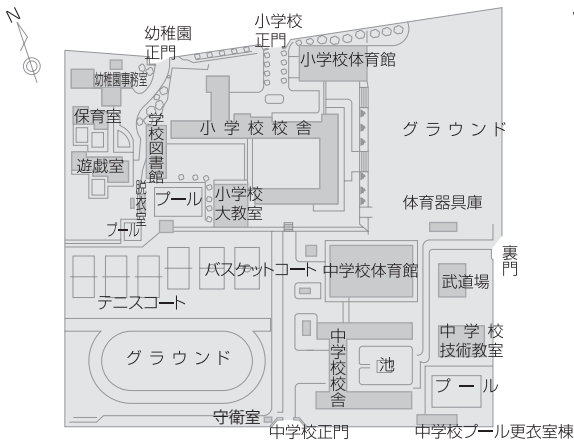 N
幼稚園
正門
小学校
正門
小学校体育館
幼稚園事務室
保育室
学校図書館
小学校校舎
グラウンド
遊戯室
脱衣室
プール
小学校
大教室
体育器具庫
プール
裏門
バスケットコート
中学校体育館
武道場
テニスコート
中学校
技術教室
グラウンド
中学校校舎
池
プール
守衛室
中学校正門
中学校プール更衣室棟